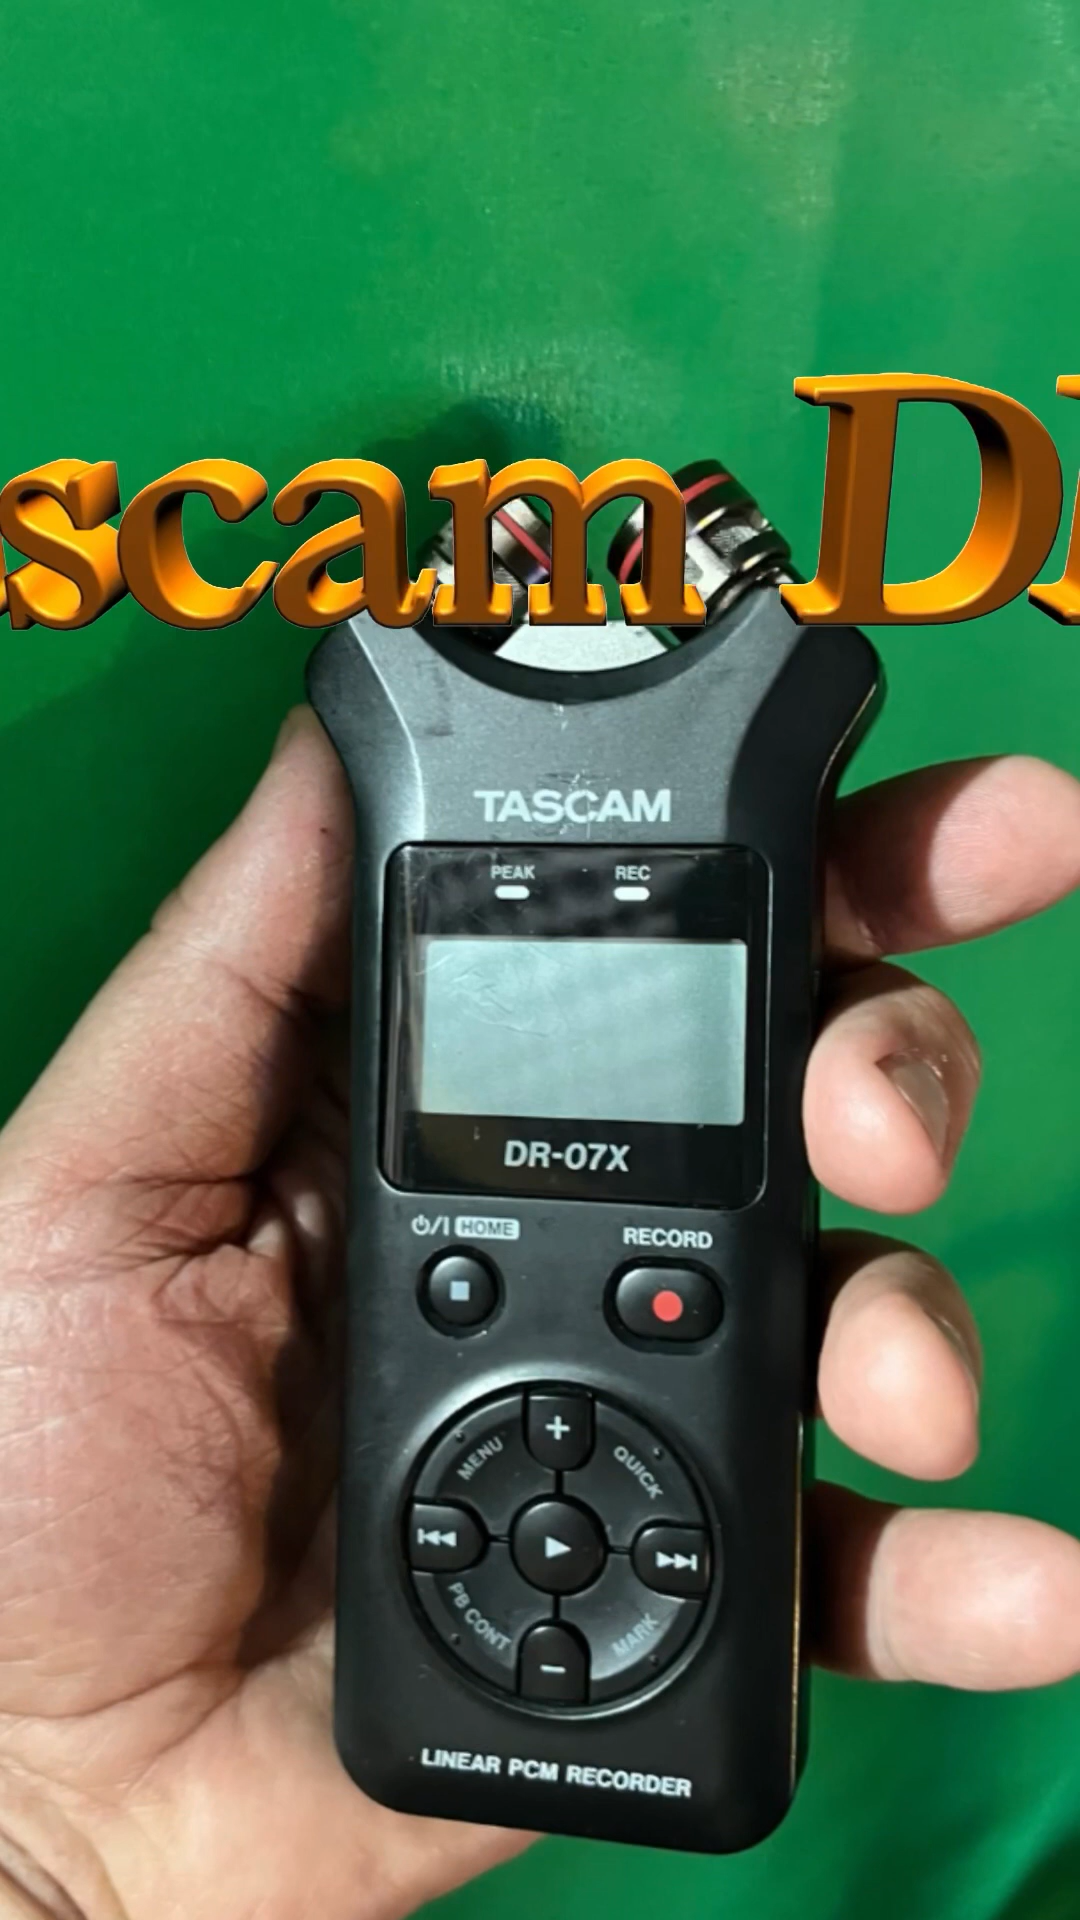 scam D
TASCAM
PEAK REC
DR-07X
⏻/I HOME RECORD
+
MENU QUICK
PB CONT MARK
−
LINEAR PCM RECORDER